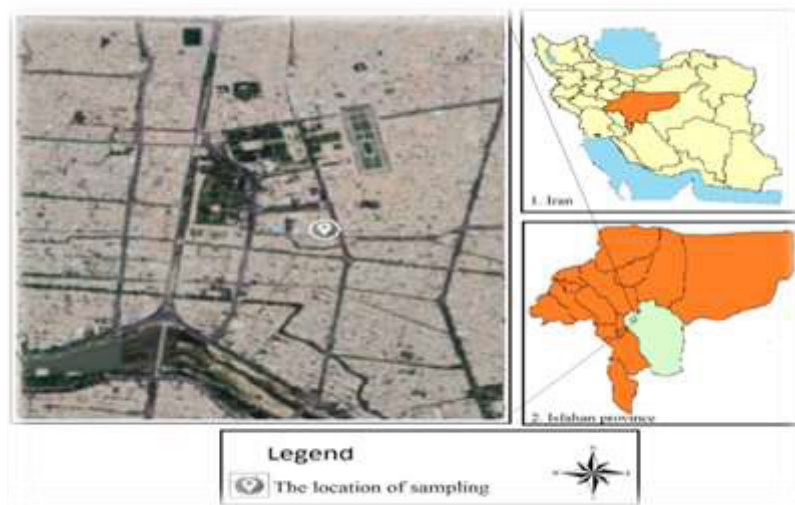 1. Iran
2. Isfahan province
Legend
The location of sampling